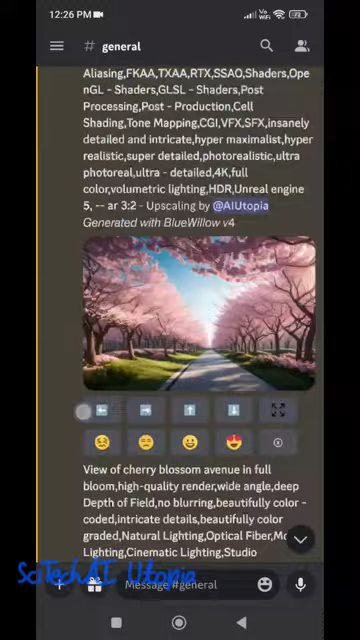 12:26 PM
Vo
WiFi
72
# general
Aliasing,FKAA,TXAA,RTX,SSAO,Shaders,Ope
nGL - Shaders,GLSL - Shaders,Post
Processing,Post - Production,Cell
Shading,Tone Mapping,CGI,VFX,SFX,insanely
detailed and intricate,hyper maximalist,hyper
realistic,super detailed,photorealistic,ultra
photoreal,ultra - detailed,4K,full
color,volumetric lighting,HDR,Unreal engine
5, -- ar 3:2 - Upscaling by @AIUtopia
Generated with BlueWillow v4
View of cherry blossom avenue in full
bloom,high-quality render,wide angle,deep
Depth of Field,no blurring,beautifully color -
coded,intricate details,beautifully color
graded,Natural Lighting,Optical Fiber,Mo
Lighting,Cinematic Lighting,Studio
SciTechAI Utopia
Message #general